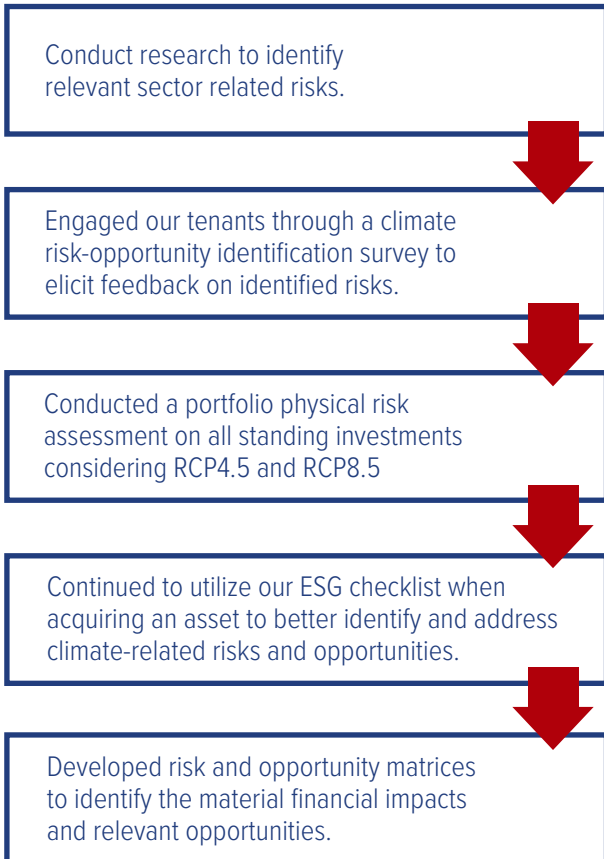 Conduct research to identify
relevant sector related risks.
Engaged our tenants through a climate
risk-opportunity identification survey to
elicit feedback on identified risks.
Conducted a portfolio physical risk
assessment on all standing investments
considering RCP4.5 and RCP8.5
Continued to utilize our ESG checklist when
acquiring an asset to better identify and address
climate-related risks and opportunities.
Developed risk and opportunity matrices
to identify the material financial impacts
and relevant opportunities.